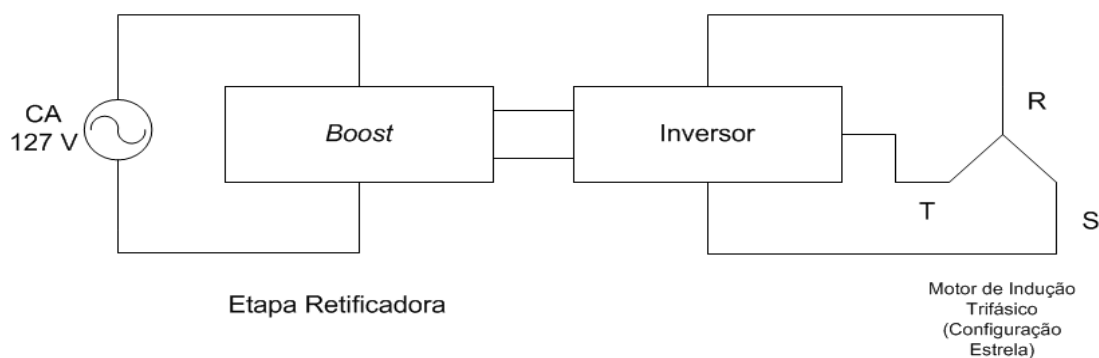 CA
127 V
Boost
Inversor
R
T
S
Etapa Retificadora
Motor de Indução
Trifásico
(Configuração
Estrela)